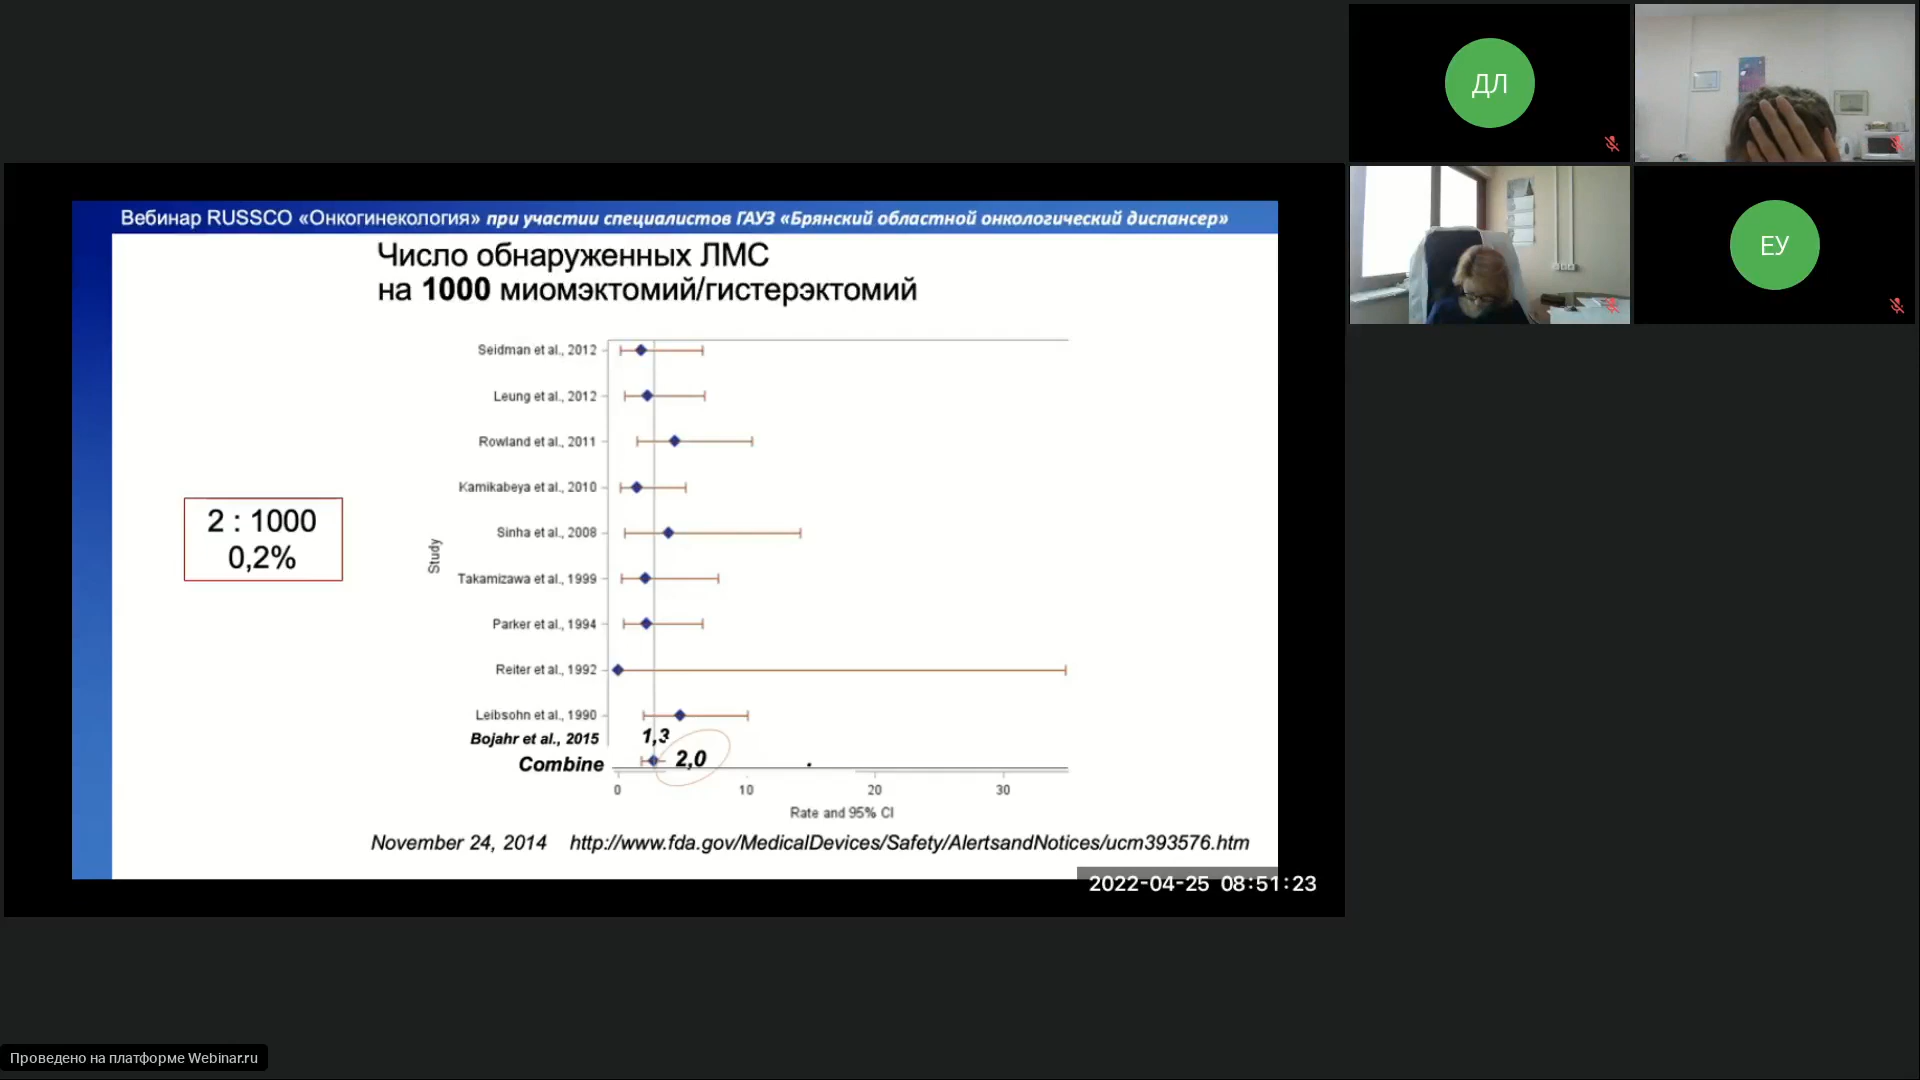 ДЛ
ЕУ
Вебинар RUSSCO «Онкогинекология» при участии специалистов ГАУЗ «Брянский областной онкологический диспансер»
Число обнаруженных ЛМС
на 1000 миомэктомий/гистерэктомий
2 : 1000
0,2%
Study
Seidman et al., 2012
Leung et al., 2012
Rowland et al., 2011
Kamikabeya et al., 2010
Sinha et al., 2008
Takamizawa et al., 1999
Parker et al., 1994
Reiter et al., 1992
Leibsohn et al., 1990
Bojahr et al., 2015 1,3
Combine 2,0 .
0 10 20 30
Rate and 95% CI
November 24, 2014 http://www.fda.gov/MedicalDevices/Safety/AlertsandNotices/ucm393576.htm
2022-04-25 08:51:23
Проведено на платформе Webinar.ru